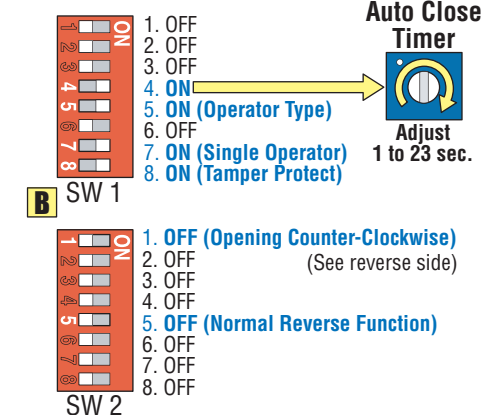 Auto Close
Timer
Adjust
1 to 23 sec.
1 2 3 4 5 6 7 8
ON
1. OFF
2. OFF
3. OFF
4. ON
5. ON (Operator Type)
6. OFF
7. ON (Single Operator)
8. ON (Tamper Protect)
SW 1
B
1 2 3 4 5 6 7 8
ON
1. OFF (Opening Counter-Clockwise)
(See reverse side)
2. OFF
3. OFF
4. OFF
5. OFF (Normal Reverse Function)
6. OFF
7. OFF
8. OFF
SW 2